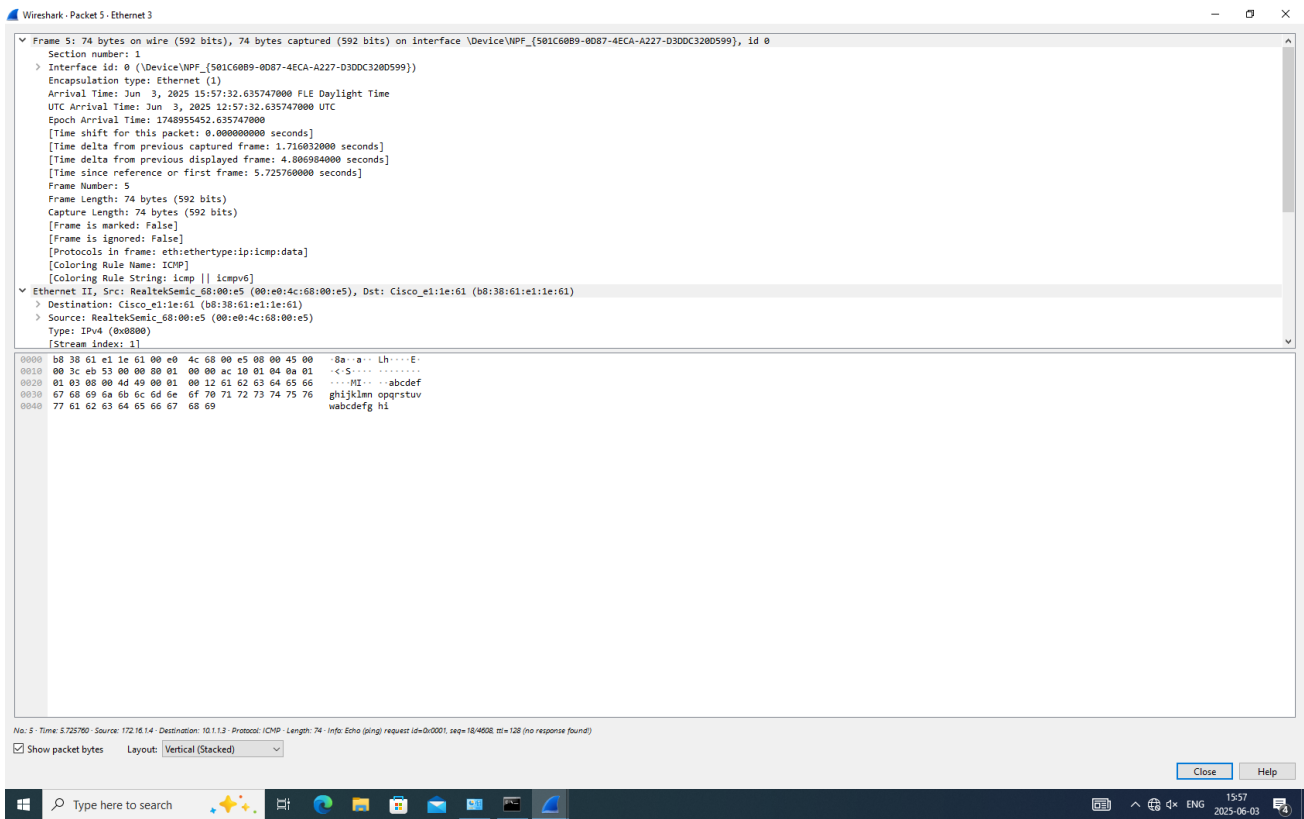 Wireshark · Packet 5 · Ethernet 3
Frame 5: 74 bytes on wire (592 bits), 74 bytes captured (592 bits) on interface \Device\NPF_{501C60B9-0D87-4ECA-A227-D3DDC320D599}, id 0
Section number: 1
Interface id: 0 (\Device\NPF_{501C60B9-0D87-4ECA-A227-D3DDC320D599})
Encapsulation type: Ethernet (1)
Arrival Time: Jun  3, 2025 15:57:32.635747000 FLE Daylight Time
UTC Arrival Time: Jun  3, 2025 12:57:32.635747000 UTC
Epoch Arrival Time: 1748955452.635747000
[Time shift for this packet: 0.000000000 seconds]
[Time delta from previous captured frame: 1.716032000 seconds]
[Time delta from previous displayed frame: 4.806984000 seconds]
[Time since reference or first frame: 5.725760000 seconds]
Frame Number: 5
Frame Length: 74 bytes (592 bits)
Capture Length: 74 bytes (592 bits)
[Frame is marked: False]
[Frame is ignored: False]
[Protocols in frame: eth:ethertype:ip:icmp:data]
[Coloring Rule Name: ICMP]
[Coloring Rule String: icmp || icmpv6]
Ethernet II, Src: RealtekSemic_68:00:e5 (00:e0:4c:68:00:e5), Dst: Cisco_e1:1e:61 (b8:38:61:e1:1e:61)
Destination: Cisco_e1:1e:61 (b8:38:61:e1:1e:61)
Source: RealtekSemic_68:00:e5 (00:e0:4c:68:00:e5)
Type: IPv4 (0x0800)
[Stream index: 1]
0000 b8 38 61 e1 1e 61 00 e0 4c 68 00 e5 08 00 45 00 ·8a··a·· Lh····E·
0010 00 3c eb 53 00 00 80 01 00 00 ac 10 01 04 0a 01 ·<·S···· ········
0020 01 03 08 00 4d 49 00 01 00 12 61 62 63 64 65 66 ····MI·· ··abcdef
0030 67 68 69 6a 6b 6c 6d 6e 6f 70 71 72 73 74 75 76 ghijklmn opqrstuv
0040 77 61 62 63 64 65 66 67 68 69 wabcdefg hi
No.: 5 · Time: 5.725760 · Source: 172.16.1.4 · Destination: 10.1.1.3 · Protocol: ICMP · Length: 74 · Info: Echo (ping) request id=0x0001, seq=18/4608, ttl=128 (no response found!)
Show packet bytes Layout: Vertical (Stacked)
Close Help
Type here to search ENG 15:57
2025-06-03
4